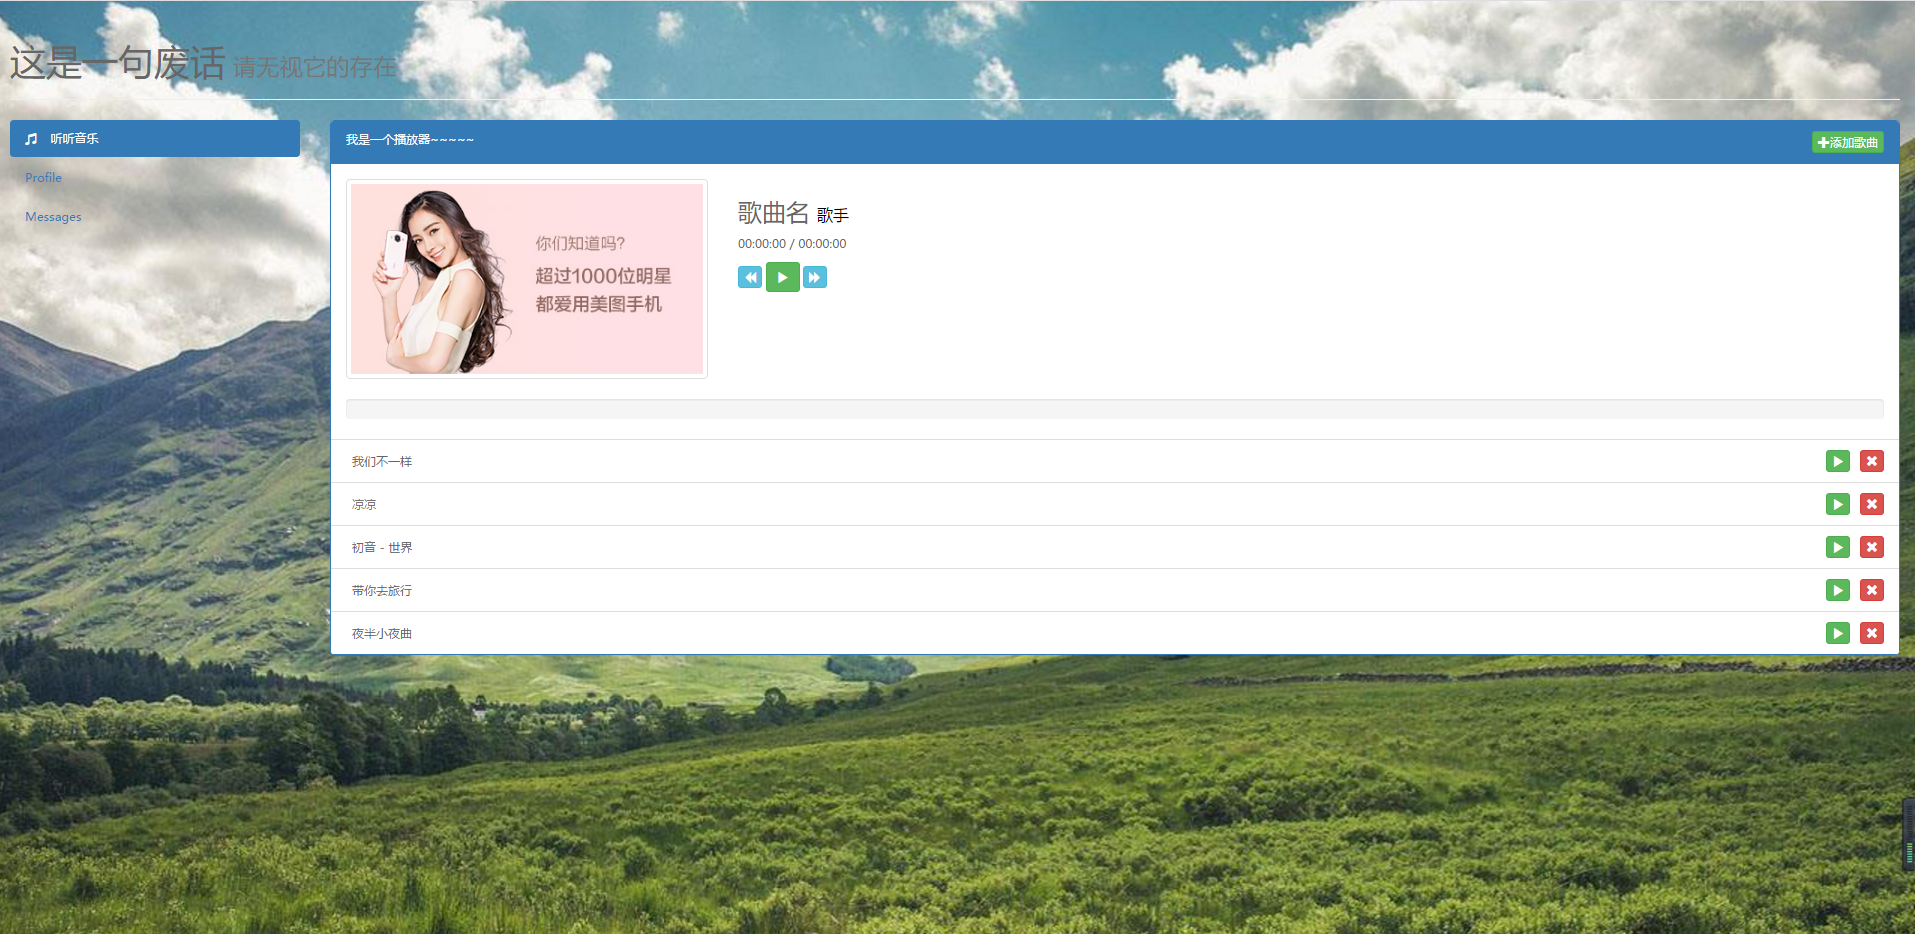 这是一句废话 请无视它的存在
听听音乐
Profile
Messages
我是一个播放器~~~~~
添加歌曲
你们知道吗?
超过1000位明星
都爱用美图手机
歌曲名 歌手
00:00:00 / 00:00:00
我们不一样
凉凉
初音 - 世界
带你去旅行
夜半小夜曲